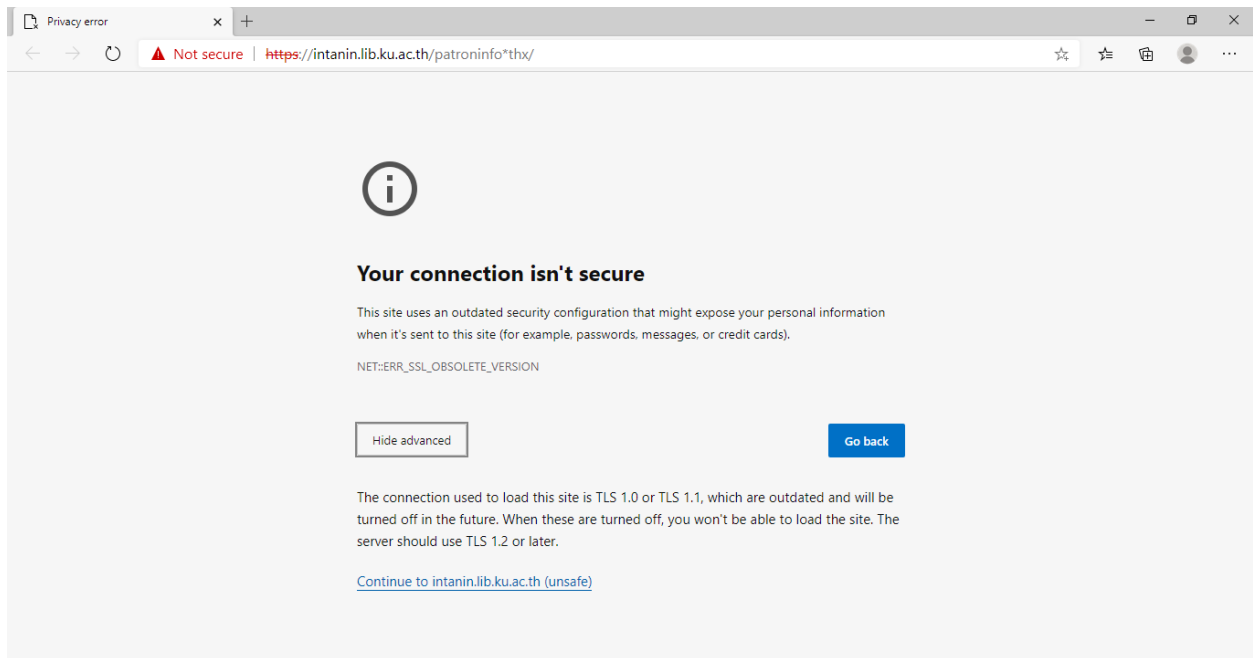 Privacy error
Not secure | https://intanin.lib.ku.ac.th/patroninfo*thx/
Your connection isn't secure
This site uses an outdated security configuration that might expose your personal information
when it's sent to this site (for example, passwords, messages, or credit cards).
NET::ERR_SSL_OBSOLETE_VERSION
Hide advanced
Go back
The connection used to load this site is TLS 1.0 or TLS 1.1, which are outdated and will be
turned off in the future. When these are turned off, you won't be able to load the site. The
server should use TLS 1.2 or later.
Continue to intanin.lib.ku.ac.th (unsafe)